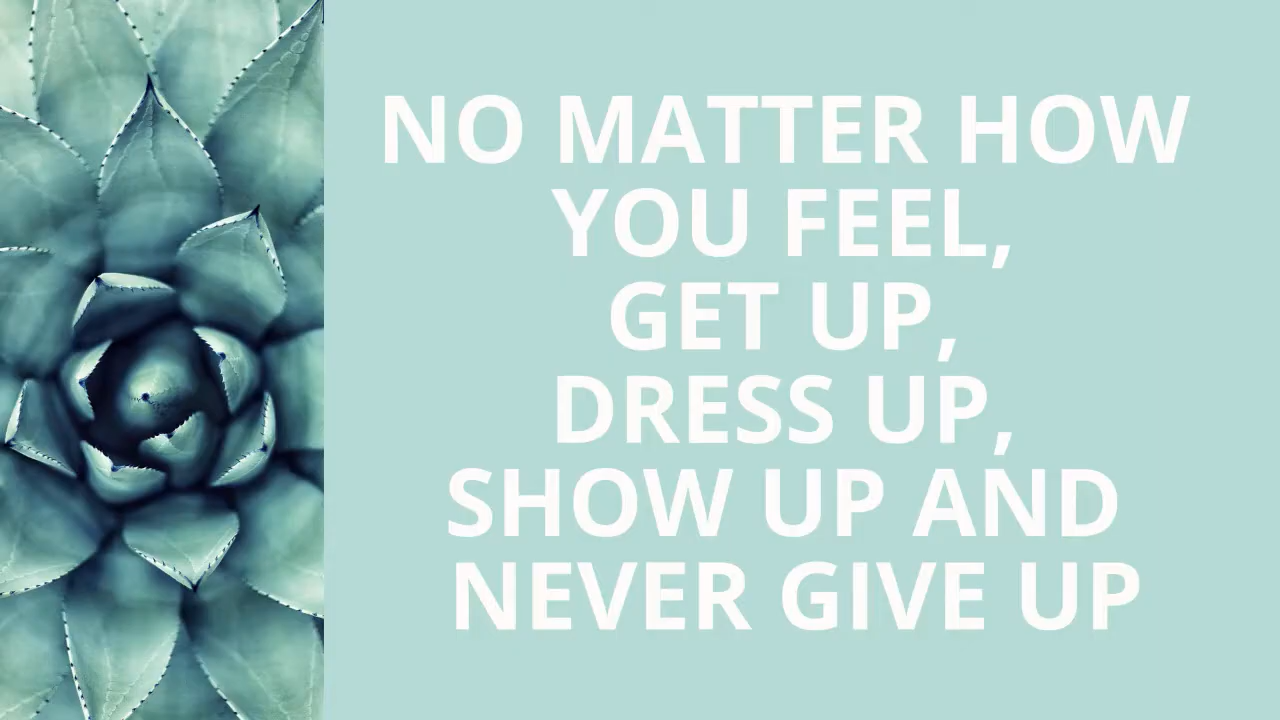 NO MATTER HOW
YOU FEEL,
GET UP,
DRESS UP,
SHOW UP AND
NEVER GIVE UP